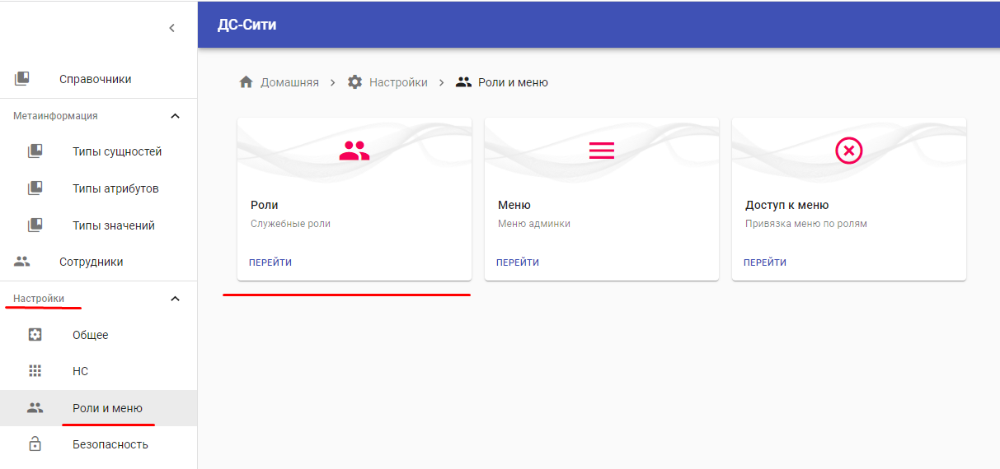 ДС-Сити
Справочники
Метаинформация
Типы сущностей
Типы атрибутов
Типы значений
Сотрудники
Настройки
Общее
НС
Роли и меню
Безопасность
Домашняя > Настройки > Роли и меню
Роли
Служебные роли
ПЕРЕЙТИ
Меню
Меню админки
ПЕРЕЙТИ
Доступ к меню
Привязка меню по ролям
ПЕРЕЙТИ